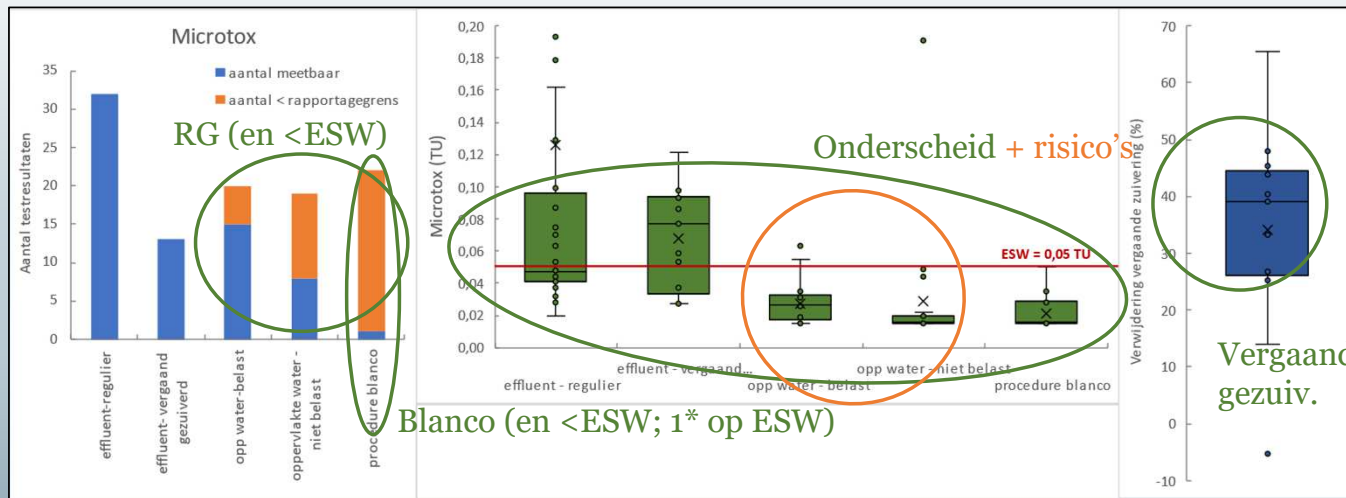 Microtox
aantal meetbaar
aantal < rapportagegrens
RG (en <ESW)
Aantal testresultaten
35
30
25
20
15
10
5
0
effluent-regulier
effluent- vergaand
gezuiverd
opp water-belast
oppervlakte water -
niet belast
procedure blanco
Blanco (en <ESW; 1* op ESW)
Microtox (TU)
0,20
0,18
0,16
0,14
0,12
0,10
0,08
0,06
0,04
0,02
0,00
Onderscheid + risico's
ESW = 0,05 TU
effluent - regulier
effluent - vergaand...
opp water - belast
opp water - niet belast
procedure blanco
Verwijdering vergaande zuivering (%)
70
60
50
40
30
20
10
0
-10
Vergaand
gezuiv.